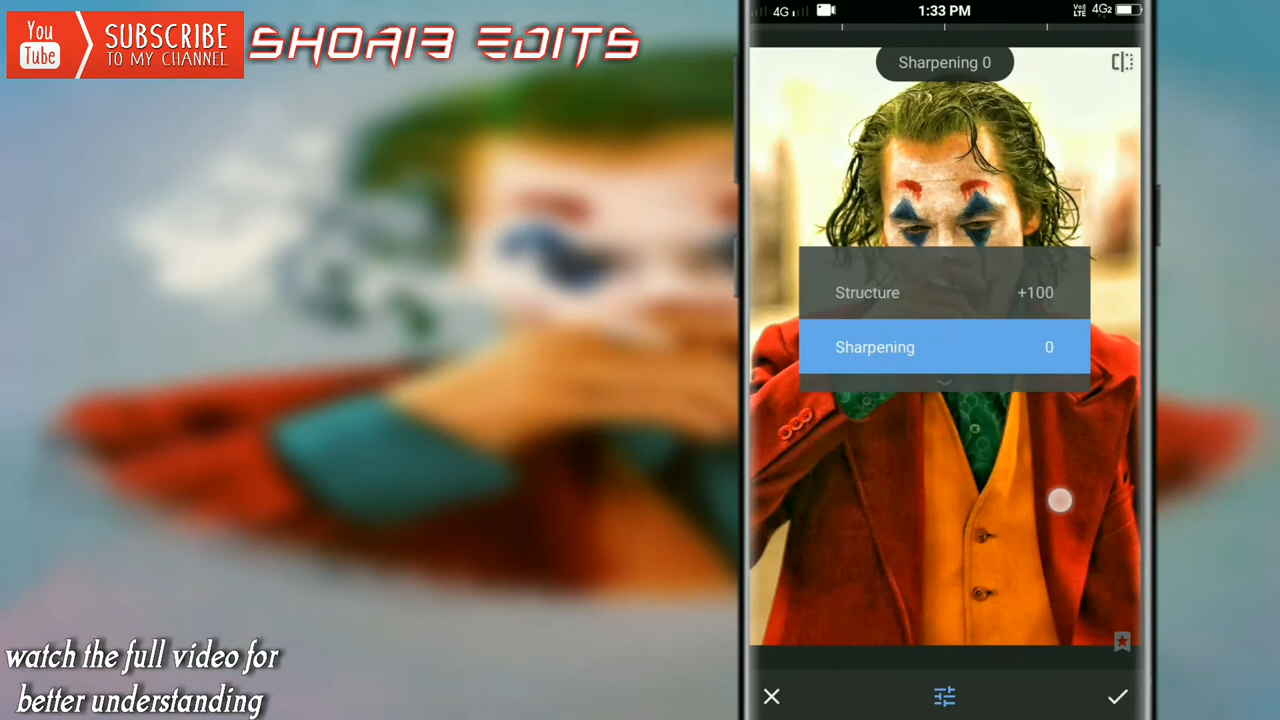 You
Tube
SUBSCRIBE
TO MY CHANNEL
SHOAIB EDITS
4G
1:33 PM
Vo))
LTE
4G2
Sharpening 0
Structure +100
Sharpening 0
watch the full video for
better understanding